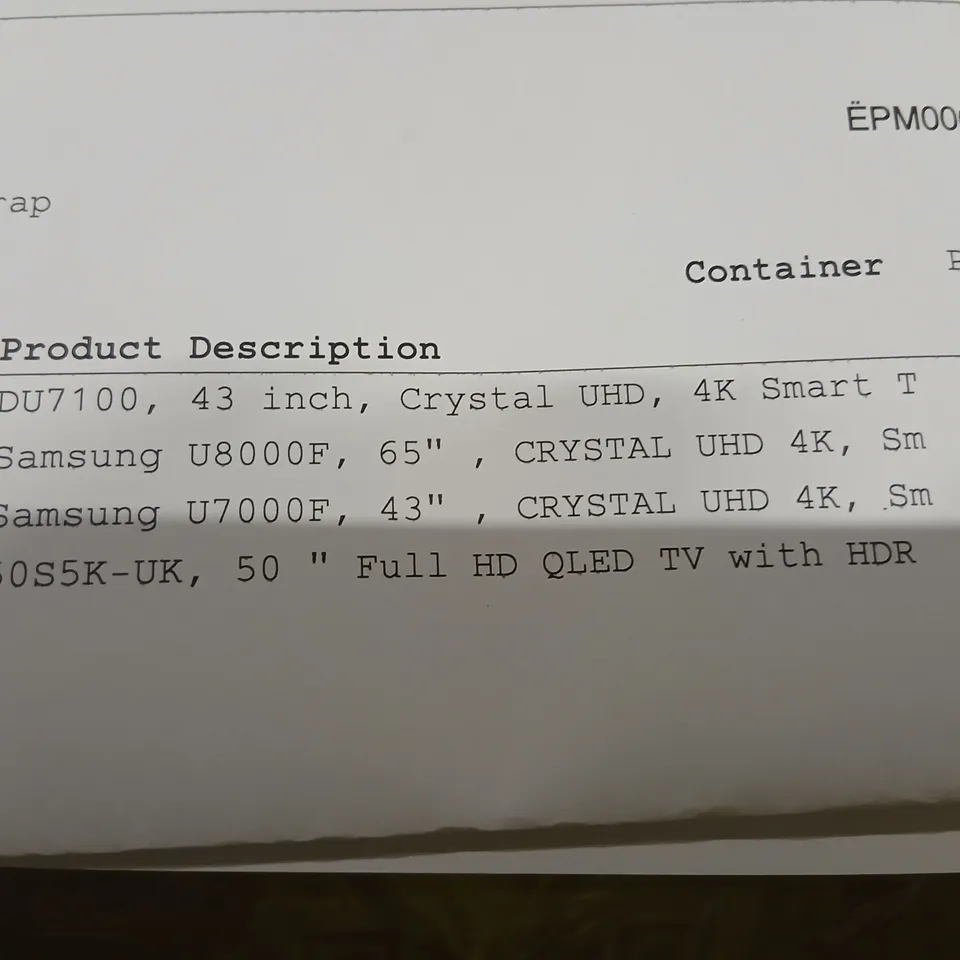 ËPM00
Container
Product Description
DU7100, 43 inch, Crystal UHD, 4K Smart T
Samsung U8000F, 65" , CRYSTAL UHD 4K, Sm
Samsung U7000F, 43" , CRYSTAL UHD 4K, Sm
50S5K-UK, 50 " Full HD QLED TV with HDR